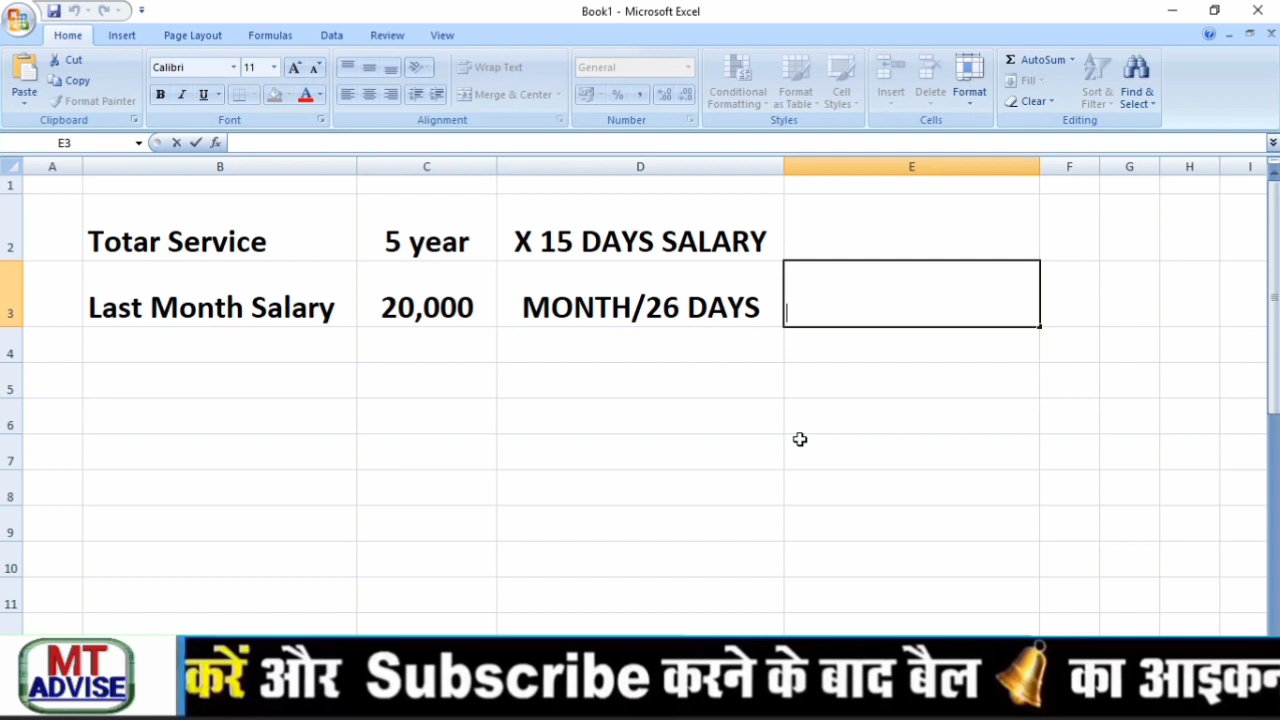 Book1 - Microsoft Excel
Home Insert Page Layout Formulas Data Review View
Paste
Cut
Copy
Format Painter
Clipboard
Calibri 11
B I U
Font
Wrap Text
Merge & Center
Alignment
General
Number
Conditional Formatting
Format as Table
Cell Styles
Styles
Insert Delete Format
Cells
Σ AutoSum
Fill
Clear
Sort & Filter
Find & Select
Editing
E3 fx
A B C D E F G H I
1
2 Totar Service 5 year X 15 DAYS SALARY
3 Last Month Salary 20,000 MONTH/26 DAYS
4
5
6
7
8
9
10
11
MT
ADVISE
करें और Subscribe करने के बाद बैल का आइकन